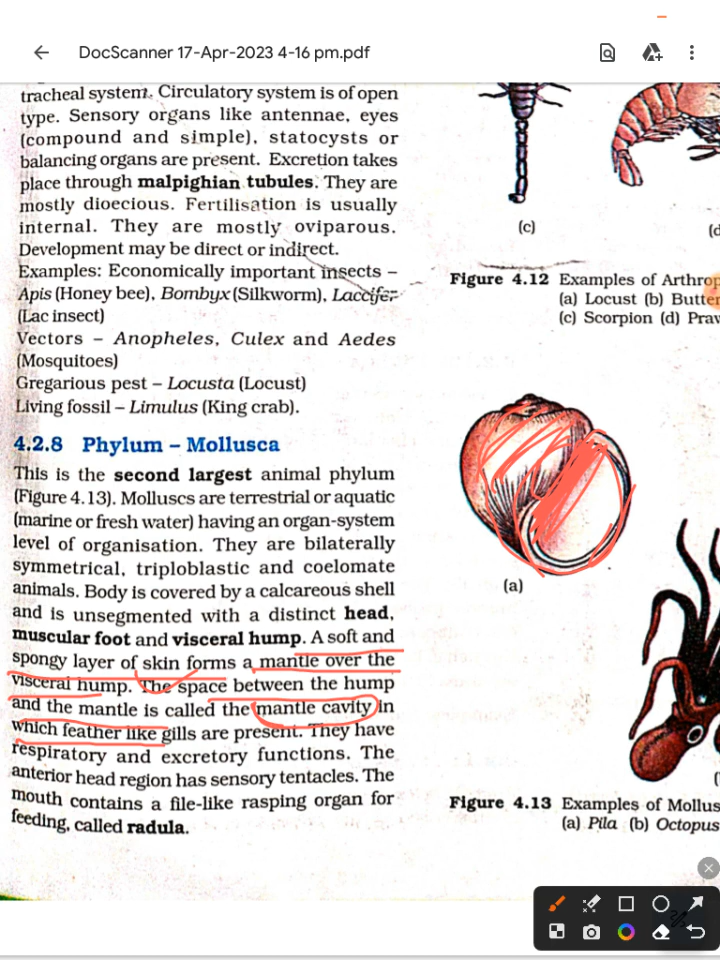 DocScanner 17-Apr-2023 4-16 pm.pdf
tracheal system. Circulatory system is of open
type. Sensory organs like antennae, eyes
(compound and simple), statocysts or
balancing organs are present. Excretion takes
place through malpighian tubules. They are
mostly dioecious. Fertilisation is usually
internal. They are mostly oviparous.
Development may be direct or indirect.
Examples: Economically important insects –
Apis (Honey bee), Bombyx (Silkworm), Laccifer
(Lac insect)
Vectors – Anopheles, Culex and Aedes
(Mosquitoes)
Gregarious pest – Locusta (Locust)
Living fossil – Limulus (King crab).
4.2.8 Phylum – Mollusca
This is the second largest animal phylum
(Figure 4.13). Molluscs are terrestrial or aquatic
(marine or fresh water) having an organ-system
level of organisation. They are bilaterally
symmetrical, triploblastic and coelomate
animals. Body is covered by a calcareous shell
and is unsegmented with a distinct head,
muscular foot and visceral hump. A soft and
spongy layer of skin forms a mantle over the
visceral hump. The space between the hump
and the mantle is called the mantle cavity in
which feather like gills are present. They have
respiratory and excretory functions. The
anterior head region has sensory tentacles. The
mouth contains a file-like rasping organ for
feeding, called radula.
(c)
(d
Figure 4.12 Examples of Arthrop
(a) Locust (b) Butter
(c) Scorpion (d) Praw
(a)
Figure 4.13 Examples of Mollus
(a) Pila (b) Octopus